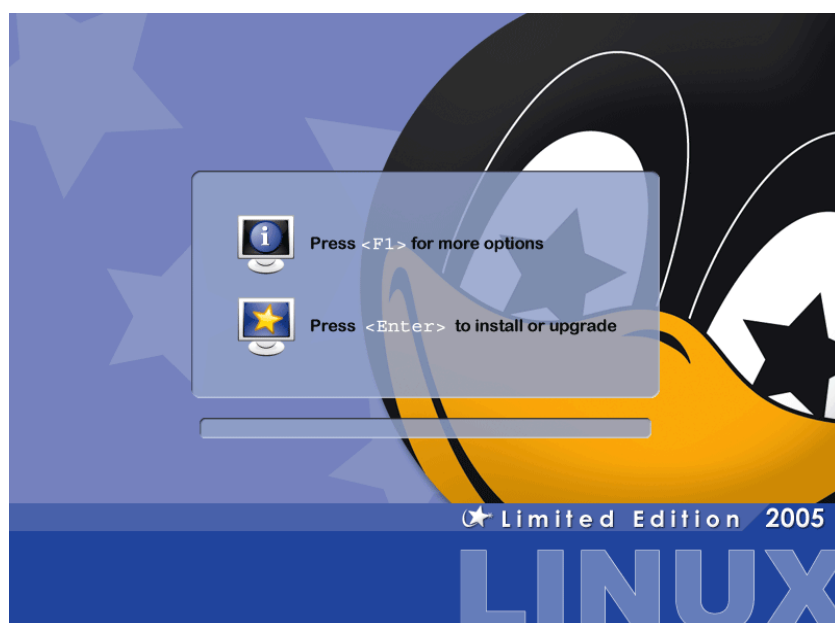 Press <F1> for more options
Press <Enter> to install or upgrade
Limited Edition 2005
LINUX